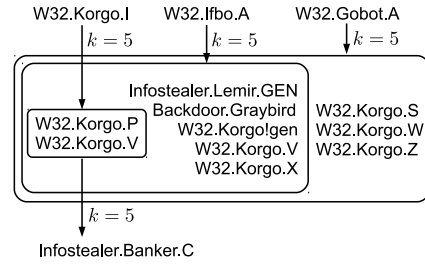 W32.Korgo.I
W32.Ifbo.A
W32.Gobot.A
k = 5
k = 5
k = 5
Infostealer.Lemir.GEN
Backdoor.Graybird
W32.Korgo!gen
W32.Korgo.V
W32.Korgo.X
W32.Korgo.P
W32.Korgo.V
W32.Korgo.S
W32.Korgo.W
W32.Korgo.Z
k = 5
Infostealer.Banker.C